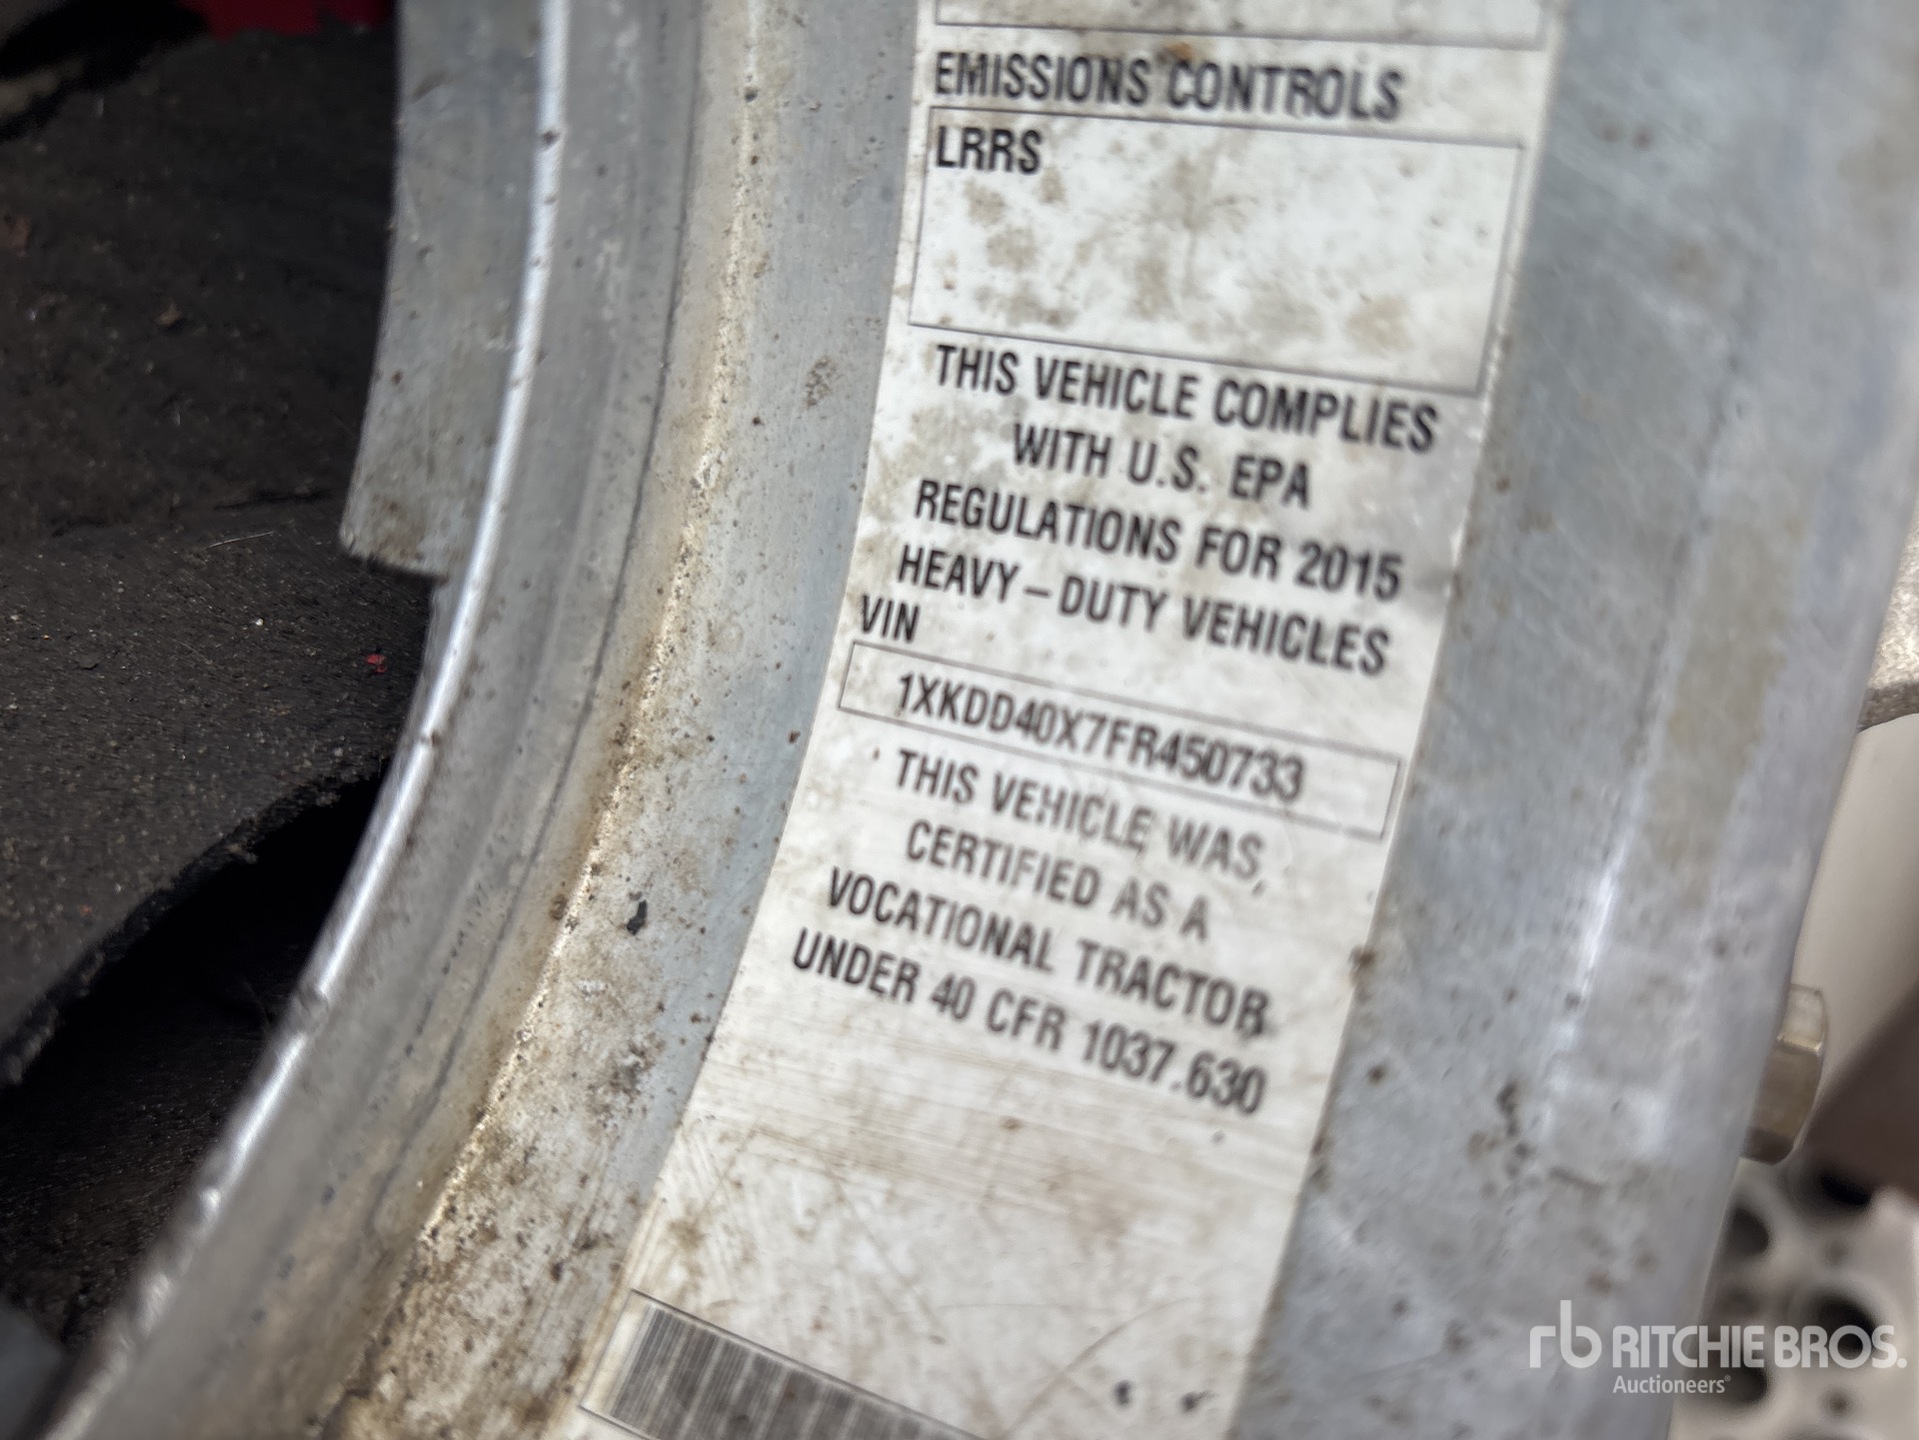 EMISSIONS CONTROLS
LRRS
THIS VEHICLE COMPLIES
WITH U.S. EPA
REGULATIONS FOR 2015
HEAVY-DUTY VEHICLES
VIN
1XKDD40X7FR450733
THIS VEHICLE WAS,
CERTIFIED AS A
VOCATIONAL TRACTOR
UNDER 40 CFR 1037.630
rb RITCHIE BROS.
Auctioneers®